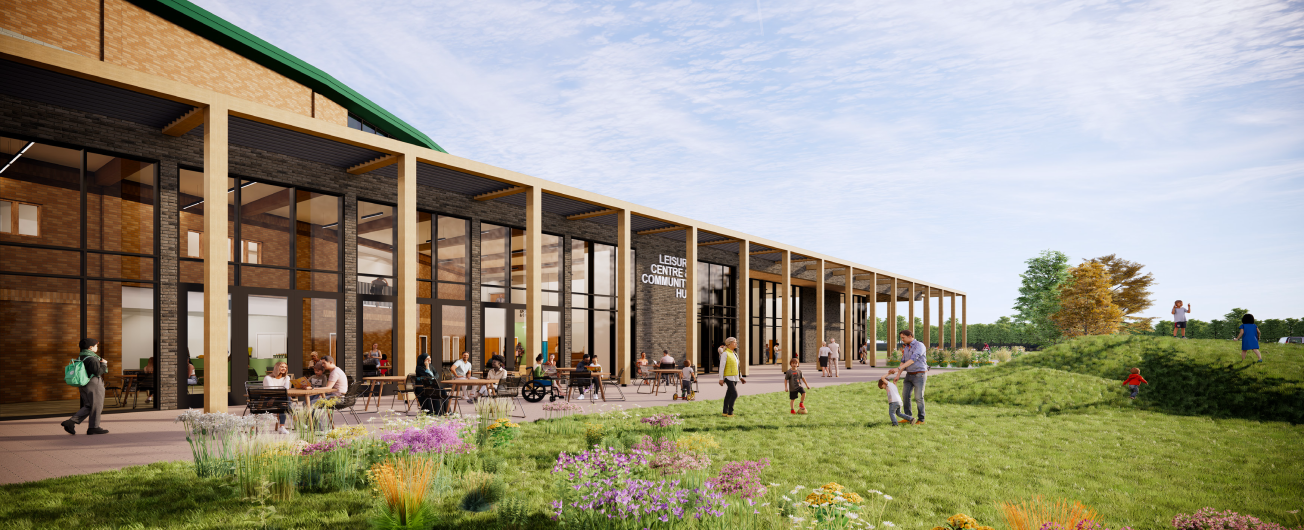 LEISUR
CENTRE &
COMMUNIT
HU